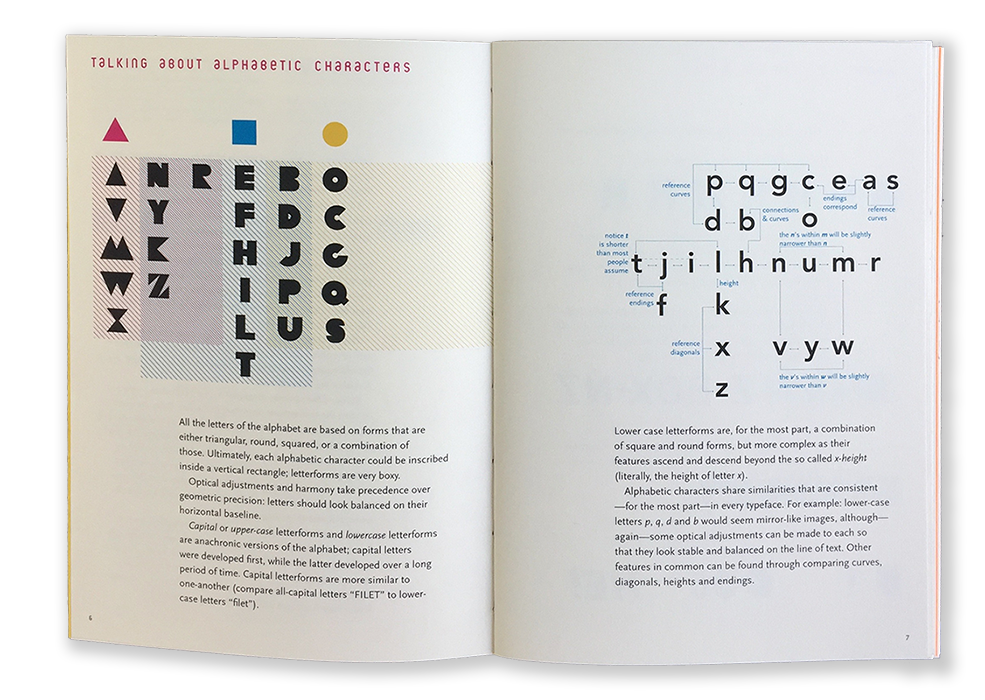 TALKING ABOUT ALPHABETIC CHARACTERS
A N R E B O
V Y F D C
M K H J G
W Z I P Q
X L U S
T
All the letters of the alphabet are based on forms that are
either triangular, round, squared, or a combination of
those. Ultimately, each alphabetic character could be inscribed
inside a vertical rectangle; letterforms are very boxy.
Optical adjustments and harmony take precedence over
geometric precision: letters should look balanced on their
horizontal baseline.
Capital or upper-case letterforms and lowercase letterforms
are anachronic versions of the alphabet; capital letters
were developed first, while the latter developed over a long
period of time. Capital letterforms are more similar to
one-another (compare all-capital letters “FILET” to lower-
case letters “filet”).
6
reference
curves
p q g c e a s
endings
correspond
reference
curves
d b
connections
& curves
o
notice t
is shorter
than most
people
assume
the n's within m will be slightly
narrower than n
t j i l h n u m r
height
reference
endings
f k
reference
diagonals
x v y w
the v's within w will be slightly
narrower than v
z
Lower case letterforms are, for the most part, a combination
of square and round forms, but more complex as their
features ascend and descend beyond the so called x-height
(literally, the height of letter x).
Alphabetic characters share similarities that are consistent
—for the most part—in every typeface. For example: lower-case
letters p, q, d and b would seem mirror-like images, although—
again—some optical adjustments can be made to each so
that they look stable and balanced on the line of text. Other
features in common can be found through comparing curves,
diagonals, heights and endings.
7